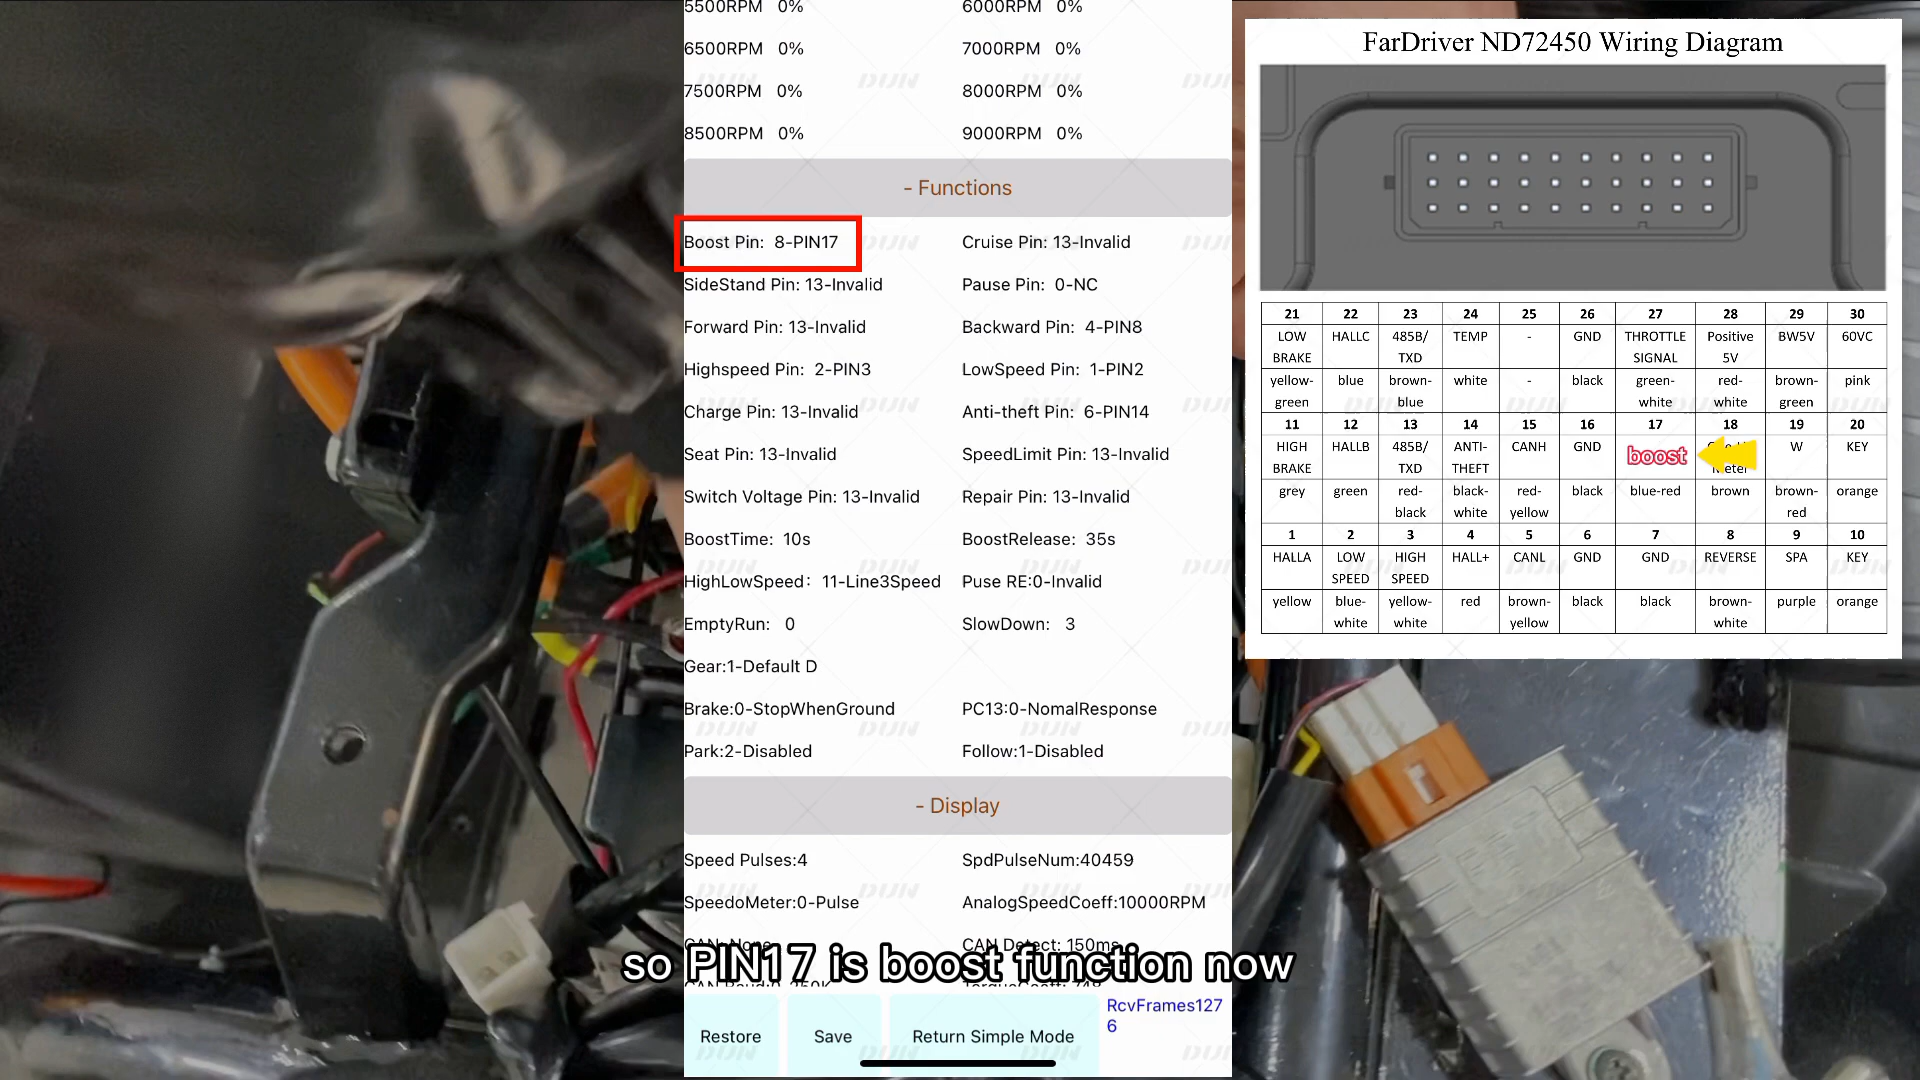 5500RPM 0%
6000RPM 0%
6500RPM 0%
7000RPM 0%
7500RPM 0%
8000RPM 0%
8500RPM 0%
9000RPM 0%
- Functions
Boost Pin: 8-PIN17
Cruise Pin: 13-Invalid
SideStand Pin: 13-Invalid
Pause Pin: 0-NC
Forward Pin: 13-Invalid
Backward Pin: 4-PIN8
Highspeed Pin: 2-PIN3
LowSpeed Pin: 1-PIN2
Charge Pin: 13-Invalid
Anti-theft Pin: 6-PIN14
Seat Pin: 13-Invalid
SpeedLimit Pin: 13-Invalid
Switch Voltage Pin: 13-Invalid
Repair Pin: 13-Invalid
BoostTime: 10s
BoostRelease: 35s
HighLowSpeed: 11-Line3Speed
Puse RE:0-Invalid
EmptyRun: 0
SlowDown: 3
Gear:1-Default D
Brake:0-StopWhenGround
PC13:0-NomalResponse
Park:2-Disabled
Follow:1-Disabled
- Display
Speed Pulses:4
SpdPulseNum:40459
SpeedoMeter:0-Pulse
AnalogSpeedCoeff:10000RPM
CAN: None
CAN Detect: 150ms
so PIN17 is boost function now
Restore
Save
Return Simple Mode
RcvFrames127
6
FarDriver ND72450 Wiring Diagram
21 22 23 24 25 26 27 28 29 30
LOW HALLC 485B/ TEMP - GND THROTTLE Positive BW5V 60VC
BRAKE TXD SIGNAL 5V
yellow- blue brown- white - black green- red- brown- pink
green blue white white green
11 12 13 14 15 16 17 18 19 20
HIGH HALLB 485B/ ANTI- CANH GND boost W KEY
BRAKE TXD THEFT
grey green red- black- red- black blue-red brown brown- orange
black white yellow red
1 2 3 4 5 6 7 8 9 10
HALLA LOW HIGH HALL+ CANL GND GND REVERSE SPA KEY
SPEED SPEED
yellow blue- yellow- red brown- black black brown- purple orange
white white yellow white
DUN